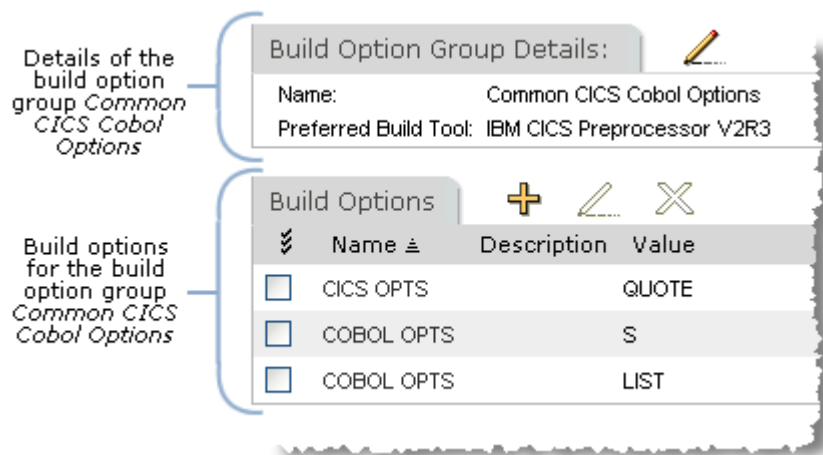 Details of the
build option
group Common
CICS Cobol
Options
Build Option Group Details:
Name: Common CICS Cobol Options
Preferred Build Tool: IBM CICS Preprocessor V2R3
Build options
for the build
option group
Common CICS
Cobol Options
Build Options
Name Description Value
CICS OPTS QUOTE
COBOL OPTS S
COBOL OPTS LIST